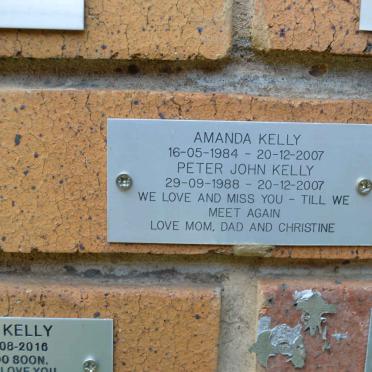 AMANDA KELLY
16-05-1984 - 20-12-2007
PETER JOHN KELLY
29-09-1988 - 20-12-2007
WE LOVE AND MISS YOU - TILL WE
MEET AGAIN
LOVE MOM, DAD AND CHRISTINE
KELLY
08-2016
SOON.
LOVE YOU